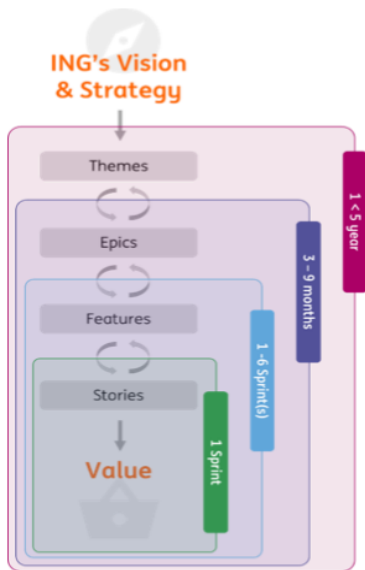 ING's Vision
& Strategy
Themes
1 < 5 year
Epics
3 – 9 months
Features
1 -6 Sprint(s)
Stories
1 Sprint
Value